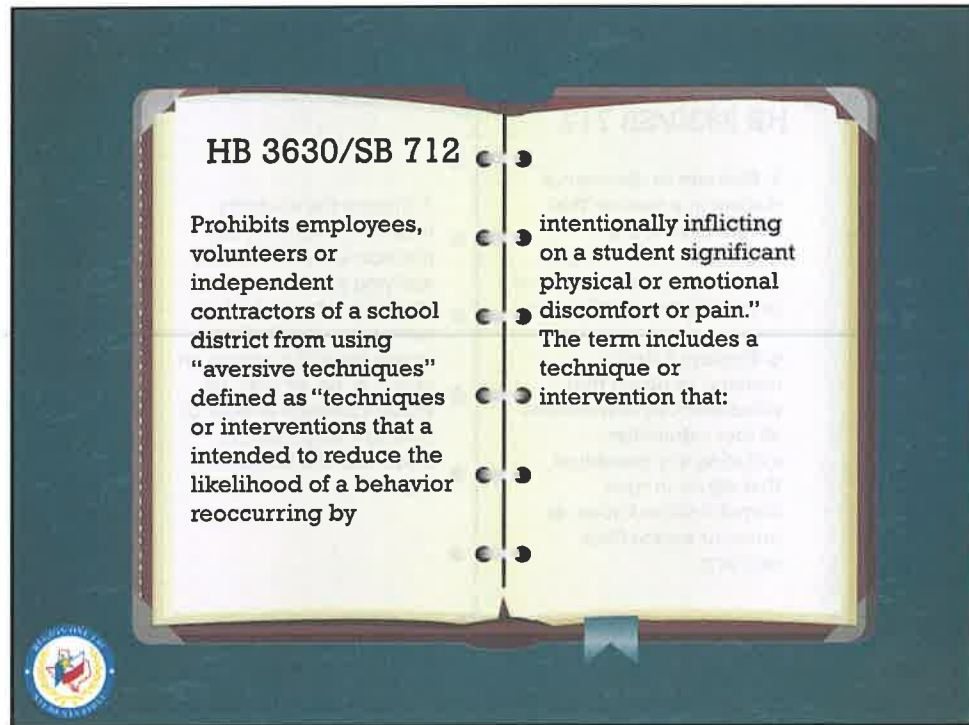 HB 3630/SB 712
Prohibits employees,
volunteers or
independent
contractors of a school
district from using
“aversive techniques”
defined as “techniques
or interventions that a
intended to reduce the
likelihood of a behavior
reoccurring by
intentionally inflicting
on a student significant
physical or emotional
discomfort or pain.”
The term includes a
technique or
intervention that: